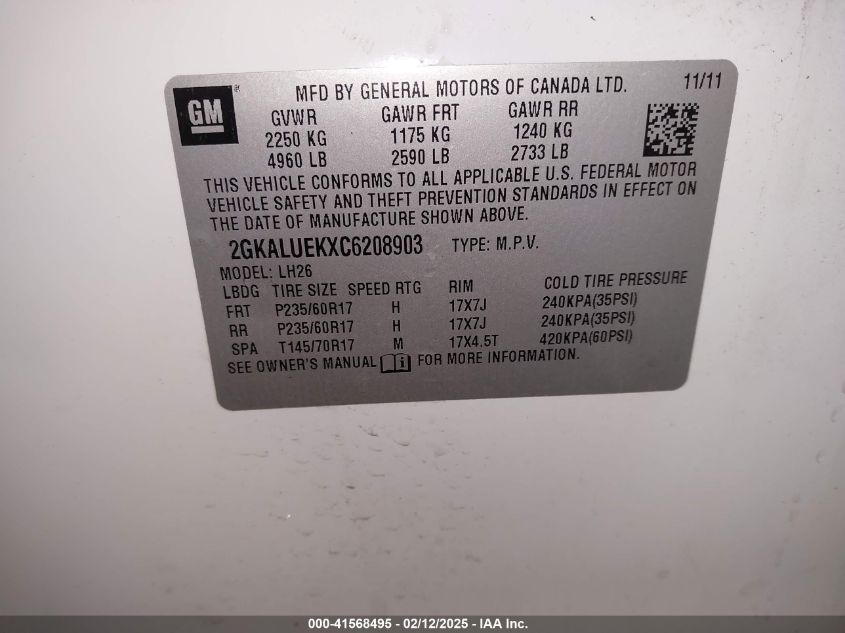 GM
MFD BY GENERAL MOTORS OF CANADA LTD. 11/11
GVWR GAWR FRT GAWR RR
2250 KG 1175 KG 1240 KG
4960 LB 2590 LB 2733 LB
THIS VEHICLE CONFORMS TO ALL APPLICABLE U.S. FEDERAL MOTOR
VEHICLE SAFETY AND THEFT PREVENTION STANDARDS IN EFFECT ON
THE DATE OF MANUFACTURE SHOWN ABOVE.
2GKALUEKXC6208903 TYPE: M.P.V.
MODEL: LH26
LBDG TIRE SIZE SPEED RTG RIM COLD TIRE PRESSURE
FRT P235/60R17 H 17X7J 240KPA(35PSI)
RR P235/60R17 H 17X7J 240KPA(35PSI)
SPA T145/70R17 M 17X4.5T 420KPA(60PSI)
SEE OWNER'S MANUAL FOR MORE INFORMATION.
000-41568495 - 02/12/2025 - IAA Inc.